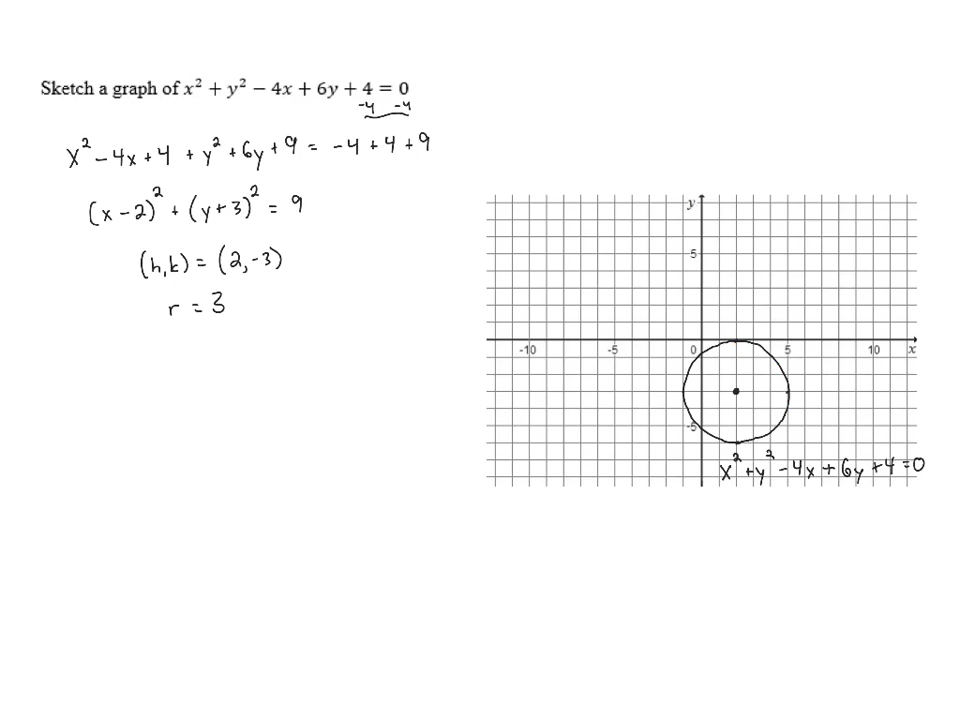 Sketch a graph of x² + y² − 4x + 6y + 4 = 0
-4 -4
x² - 4x + 4 + y² + 6y + 9 = -4 + 4 + 9
(x - 2)² + (y + 3)² = 9
(h,k) = (2,-3)
r = 3
y
5
-10 -5 0 5 10 x
-5
x² + y² - 4x + 6y + 4 = 0